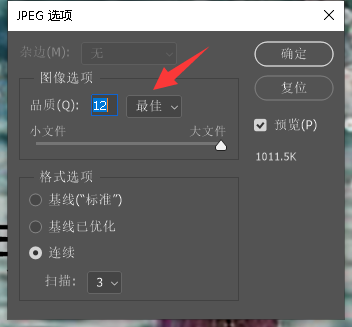 JPEG 选项
杂边(M): 无
图像选项
品质(Q): 12 最佳
小文件 大文件
格式选项
基线(“标准”)
基线已优化
连续
扫描: 3
确定
复位
预览(P)
1011.5K